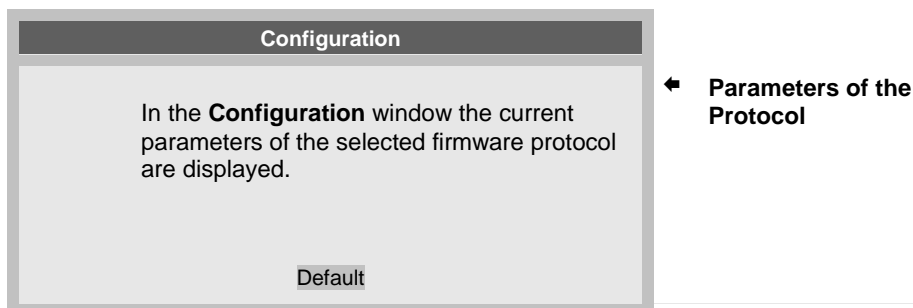 Configuration
In the Configuration window the current
parameters of the selected firmware protocol
are displayed.
Default
🠸 Parameters of the
Protocol